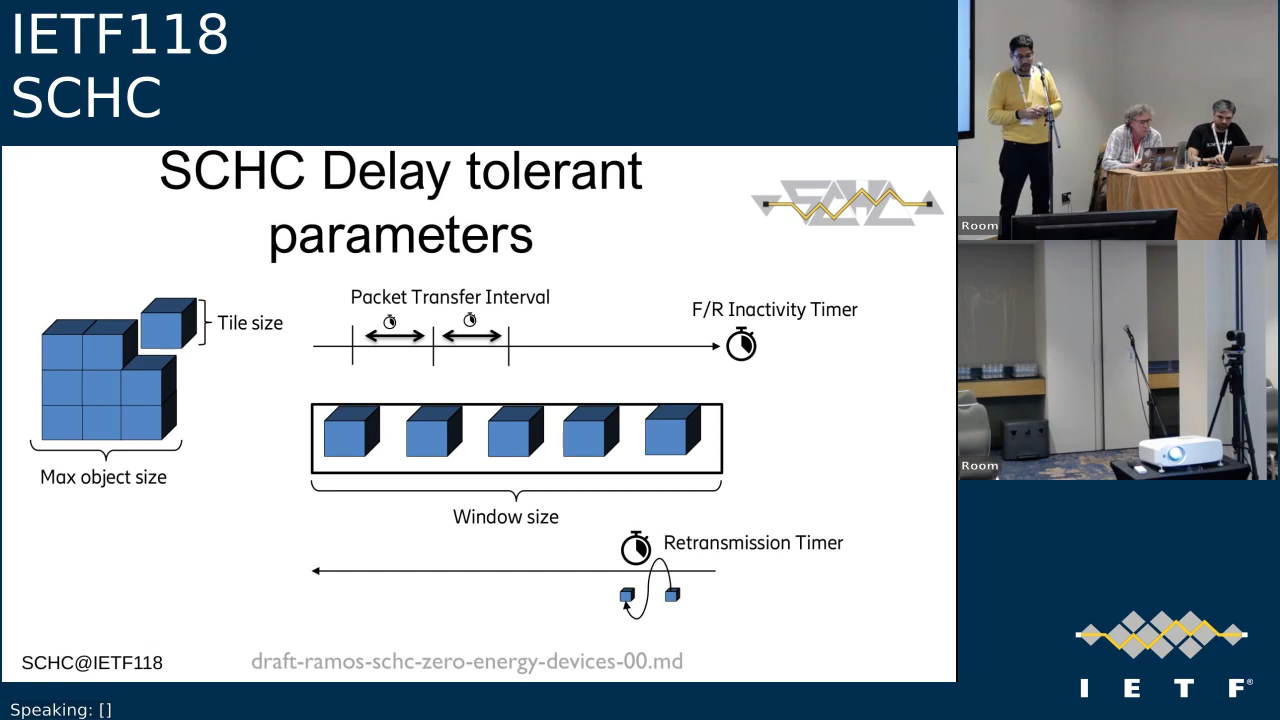 IETF118
SCHC
SCHC Delay tolerant
parameters
SCHC
Packet Transfer Interval
F/R Inactivity Timer
Tile size
Max object size
Window size
Retransmission Timer
SCHC@IETF118
draft-ramos-schc-zero-energy-devices-00.md
Room
Room
I E T F®
Speaking: []